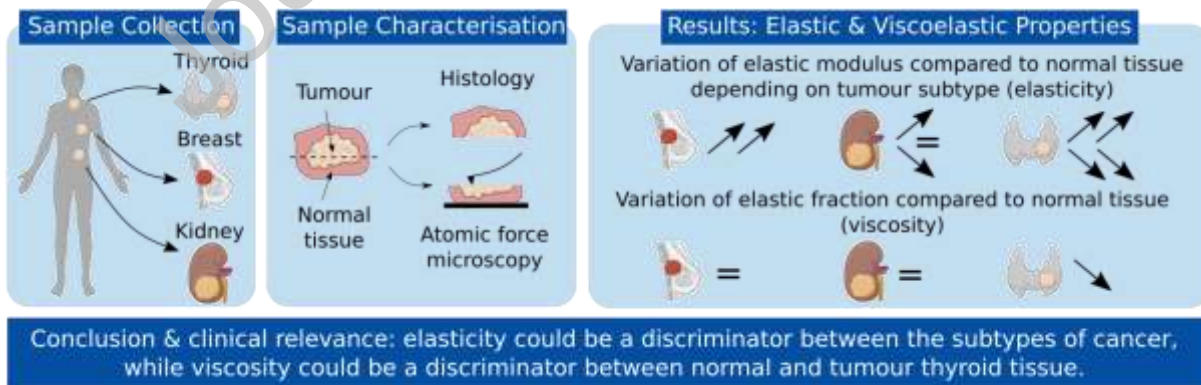 Sample Collection
Thyroid
Breast
Kidney
Sample Characterisation
Tumour
Normal
tissue
Histology
Atomic force
microscopy
Results: Elastic & Viscoelastic Properties
Variation of elastic modulus compared to normal tissue
depending on tumour subtype (elasticity)
=
Variation of elastic fraction compared to normal tissue
(viscosity)
= =
Conclusion & clinical relevance: elasticity could be a discriminator between the subtypes of cancer,
while viscosity could be a discriminator between normal and tumour thyroid tissue.